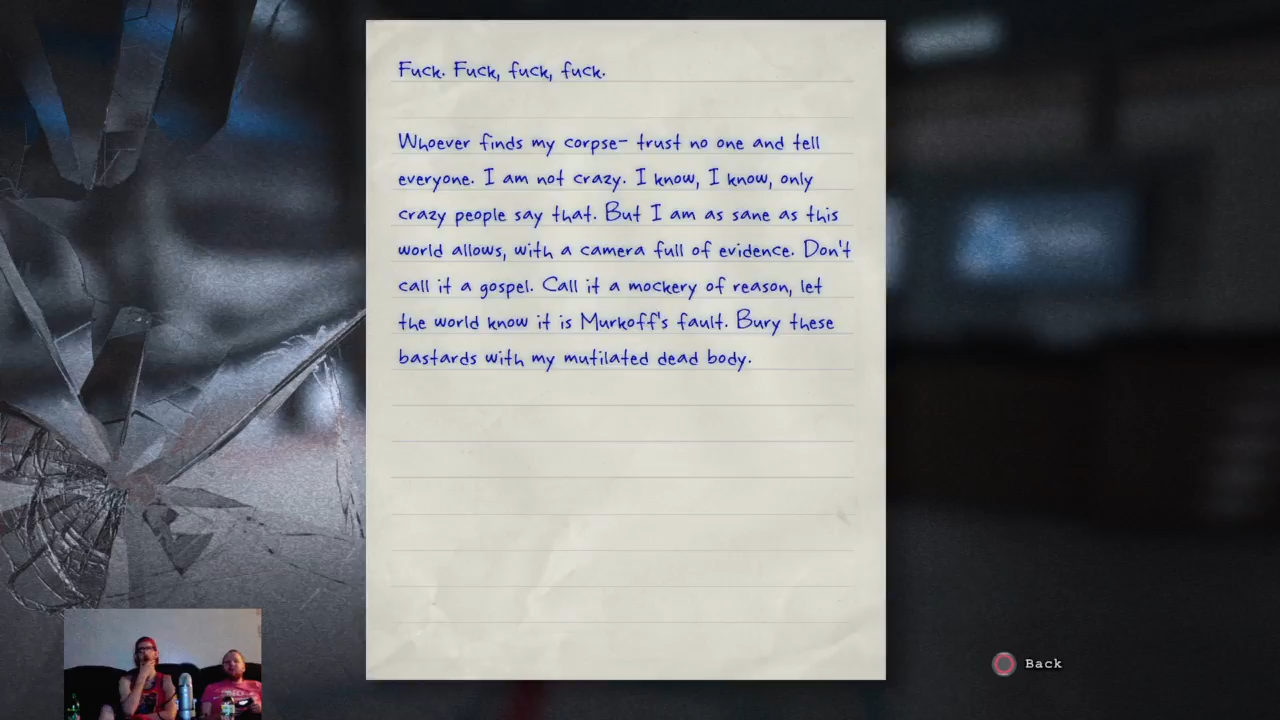 Fuck. Fuck, fuck, fuck.
Whoever finds my corpse- trust no one and tell
everyone. I am not crazy. I know, I know, only
crazy people say that. But I am as sane as this
world allows, with a camera full of evidence. Don't
call it a gospel. Call it a mockery of reason, let
the world know it is Murkoff's fault. Bury these
bastards with my mutilated dead body.
Back